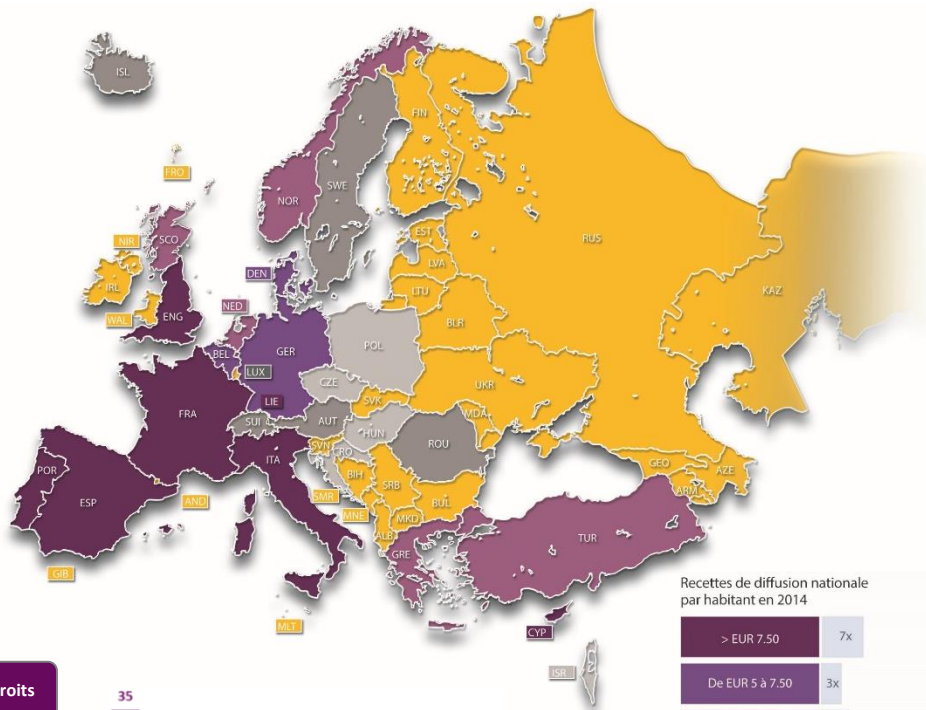 ISL
FIN
FRO
SWE
NOR
RUS
SCO
NIR
EST
DEN
LVA
IRL
KAZ
LTU
NED
WAL
ENG
BLR
GER
POL
BEL
LUX
CZE
UKR
LIE
SVK
FRA
MDA
SUI
AUT
HUN
ROU
SVN
CRO
ITA
GEO
POR
BIH
AZE
ESP
SRB
ARM
AND
SMR
BUL
MNE
MKD
ALB
TUR
GRE
GIB
Recettes de diffusion nationale
par habitant en 2014
MLT
CYP
> EUR 7.50 7x
ISR
De EUR 5 à 7.50 3x
roits
35